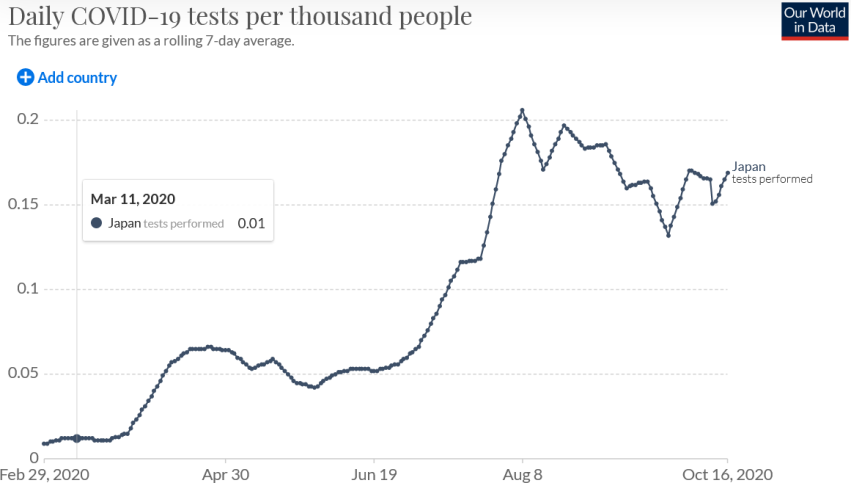 Daily COVID-19 tests per thousand people
The figures are given as a rolling 7-day average.
Our World
in Data
Add country
0.2
0.15
0.1
0.05
0
Mar 11, 2020
Japan tests performed 0.01
Japan
tests performed
Feb 29, 2020 Apr 30 Jun 19 Aug 8 Oct 16, 2020